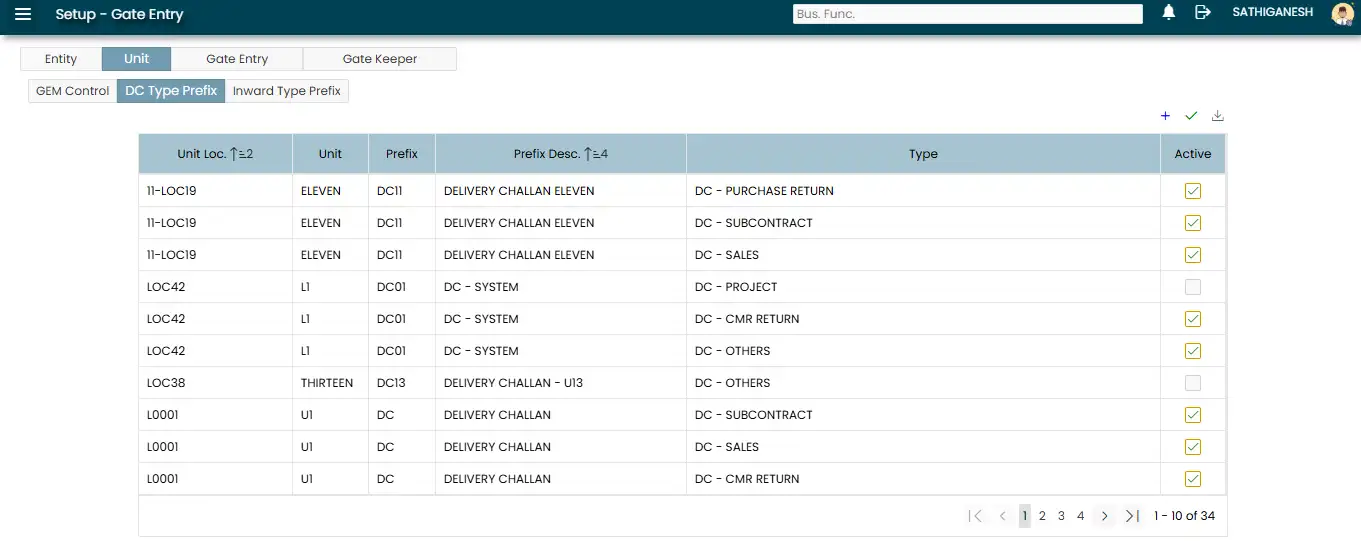 Setup - Gate Entry
Bus. Func.
SATHIGANESH
Entity Unit Gate Entry Gate Keeper
GEM Control DC Type Prefix Inward Type Prefix
Unit Loc. 2 Unit Prefix Prefix Desc. 4 Type Active
11-LOC19 ELEVEN DC11 DELIVERY CHALLAN ELEVEN DC - PURCHASE RETURN
11-LOC19 ELEVEN DC11 DELIVERY CHALLAN ELEVEN DC - SUBCONTRACT
11-LOC19 ELEVEN DC11 DELIVERY CHALLAN ELEVEN DC - SALES
LOC42 L1 DC01 DC - SYSTEM DC - PROJECT
LOC42 L1 DC01 DC - SYSTEM DC - CMR RETURN
LOC42 L1 DC01 DC - SYSTEM DC - OTHERS
LOC38 THIRTEEN DC13 DELIVERY CHALLAN - U13 DC - OTHERS
L0001 U1 DC DELIVERY CHALLAN DC - SUBCONTRACT
L0001 U1 DC DELIVERY CHALLAN DC - SALES
L0001 U1 DC DELIVERY CHALLAN DC - CMR RETURN
1 2 3 4 1 - 10 of 34